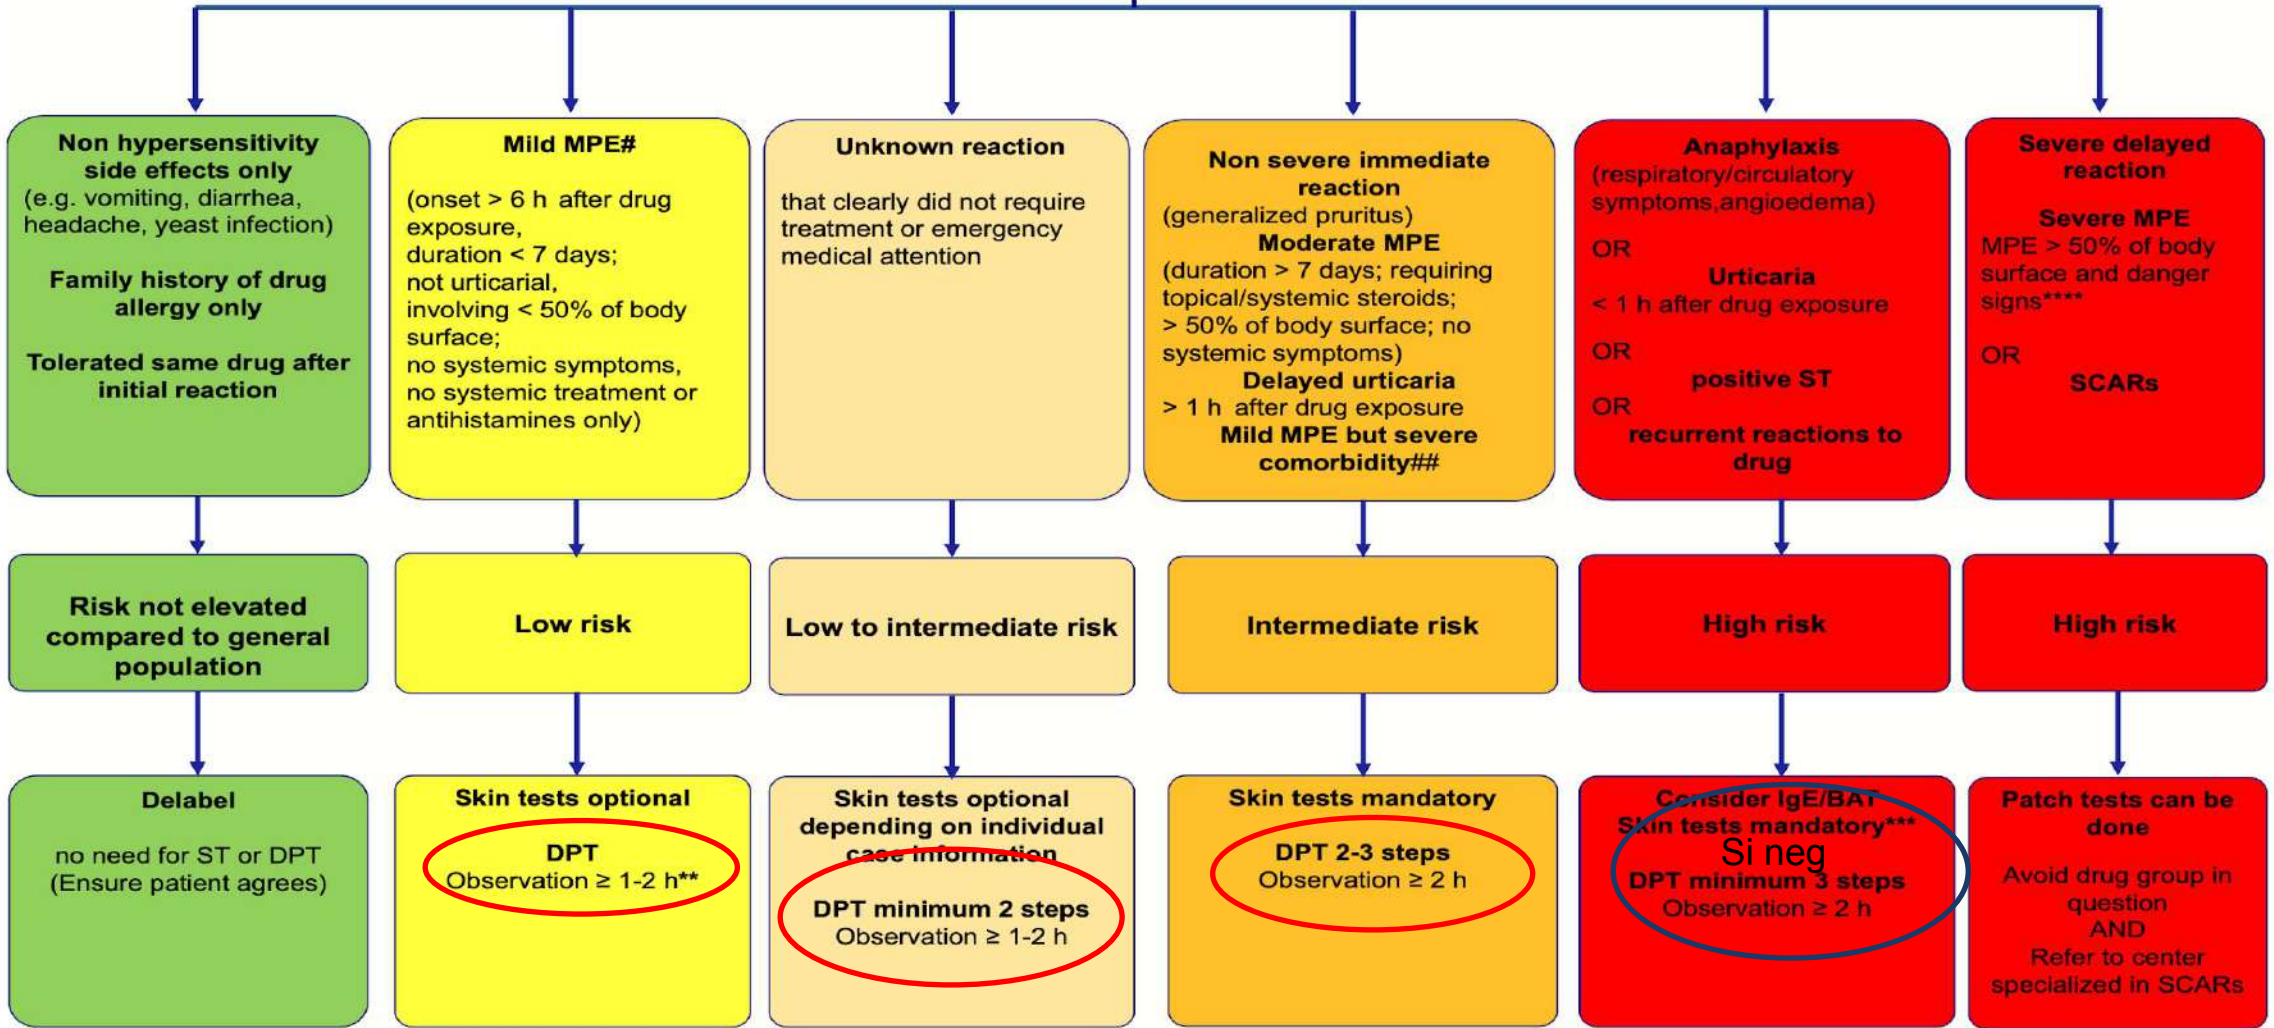 Non hypersensitivity
side effects only
(e.g. vomiting, diarrhea,
headache, yeast infection)
Family history of drug
allergy only
Tolerated same drug after
initial reaction
Mild MPE#
(onset > 6 h after drug
exposure,
duration < 7 days;
not urticarial,
involving < 50% of body
surface;
no systemic symptoms,
no systemic treatment or
antihistamines only)
Unknown reaction
that clearly did not require
treatment or emergency
medical attention
Non severe immediate
reaction
(generalized pruritus)
Moderate MPE
(duration > 7 days; requiring
topical/systemic steroids;
> 50% of body surface; no
systemic symptoms)
Delayed urticaria
> 1 h after drug exposure
Mild MPE but severe
comorbidity##
Anaphylaxis
(respiratory/circulatory
symptoms,angioedema)
OR
Urticaria
< 1 h after drug exposure
OR
positive ST
OR
recurrent reactions to
drug
Severe delayed
reaction
Severe MPE
MPE > 50% of body
surface and danger
signs****
OR
SCARs
Risk not elevated
compared to general
population
Low risk
Low to intermediate risk
Intermediate risk
High risk
High risk
Delabel
no need for ST or DPT
(Ensure patient agrees)
Skin tests optional
DPT
Observation ≥ 1-2 h**
Skin tests optional
depending on individual
case information
DPT minimum 2 steps
Observation ≥ 1-2 h
Skin tests mandatory
DPT 2-3 steps
Observation ≥ 2 h
Consider IgE/BAT
Skin tests mandatory***
Si neg
DPT minimum 3 steps
Observation ≥ 2 h
Patch tests can be
done
Avoid drug group in
question
AND
Refer to center
specialized in SCARs